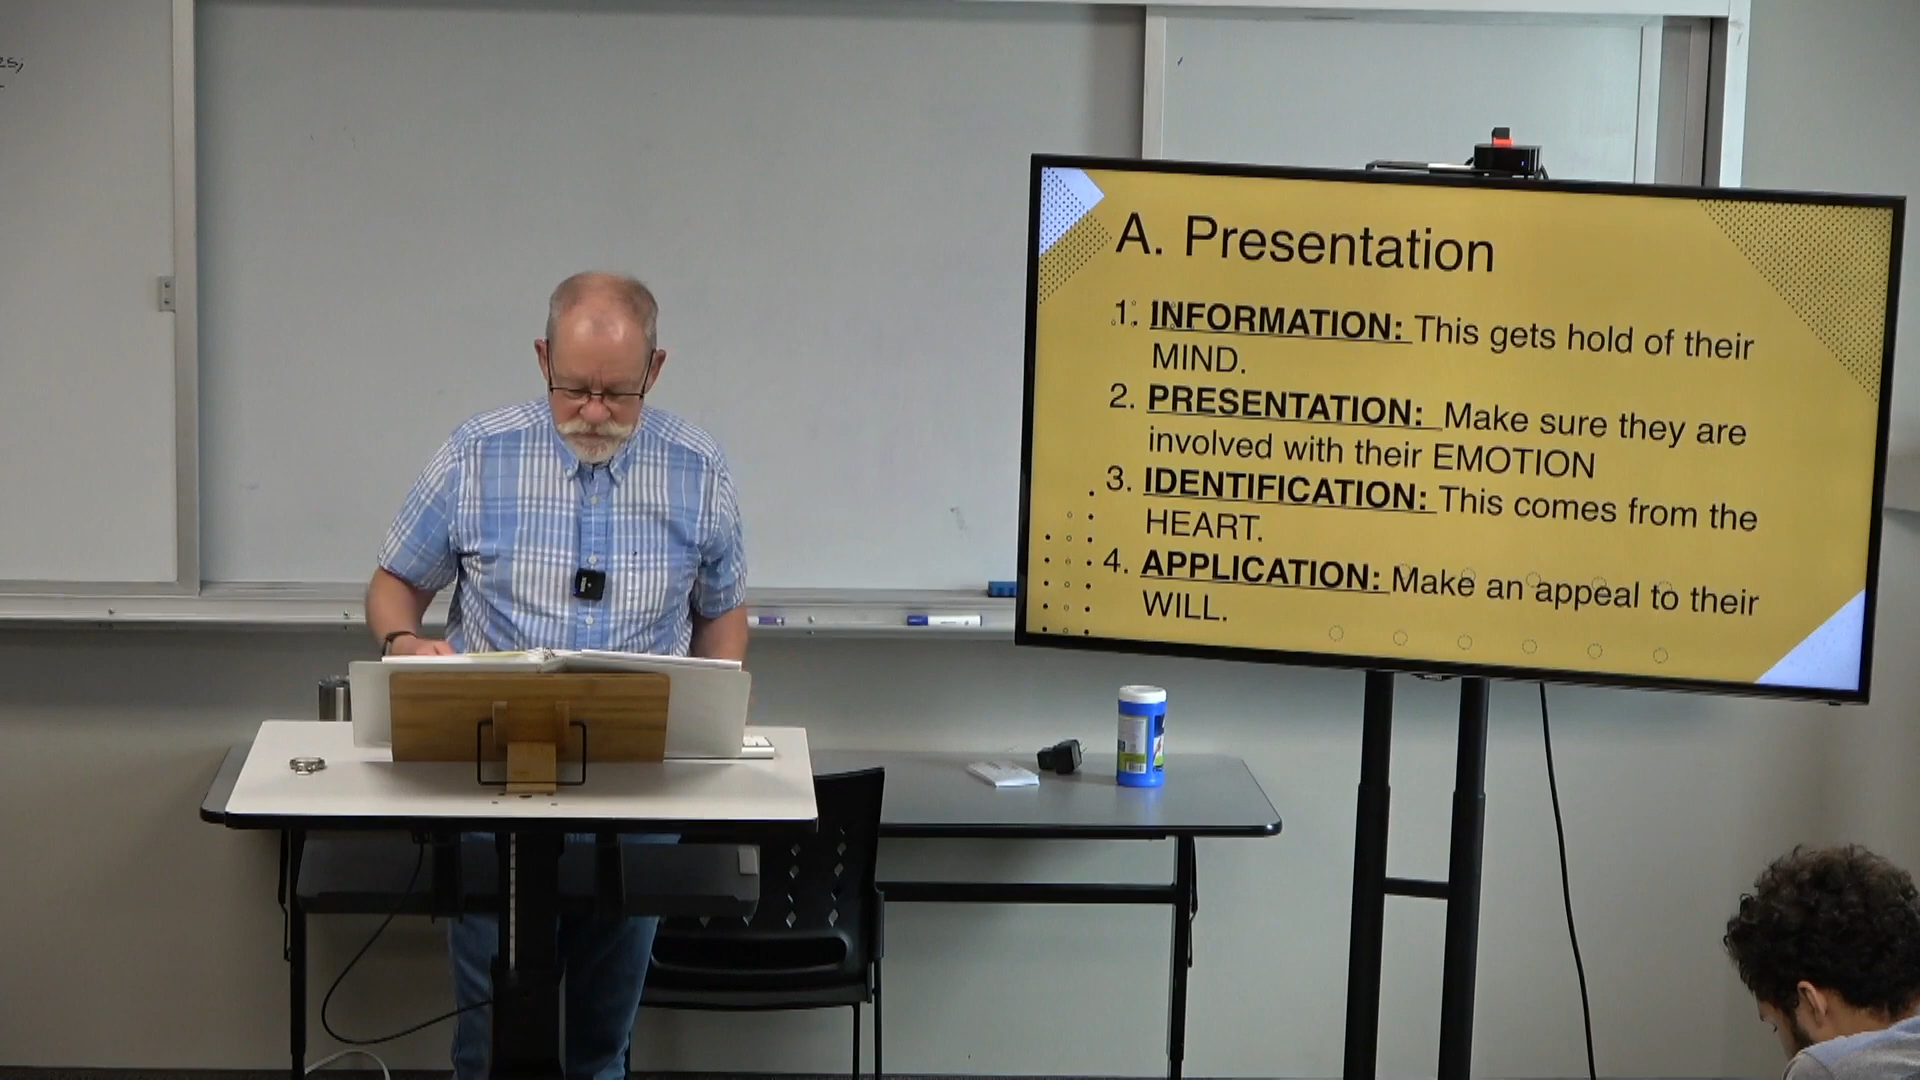 A. Presentation
1. INFORMATION: This gets hold of their
MIND.
2. PRESENTATION: Make sure they are
involved with their EMOTION
3. IDENTIFICATION: This comes from the
HEART.
4. APPLICATION: Make an appeal to their
WILL.